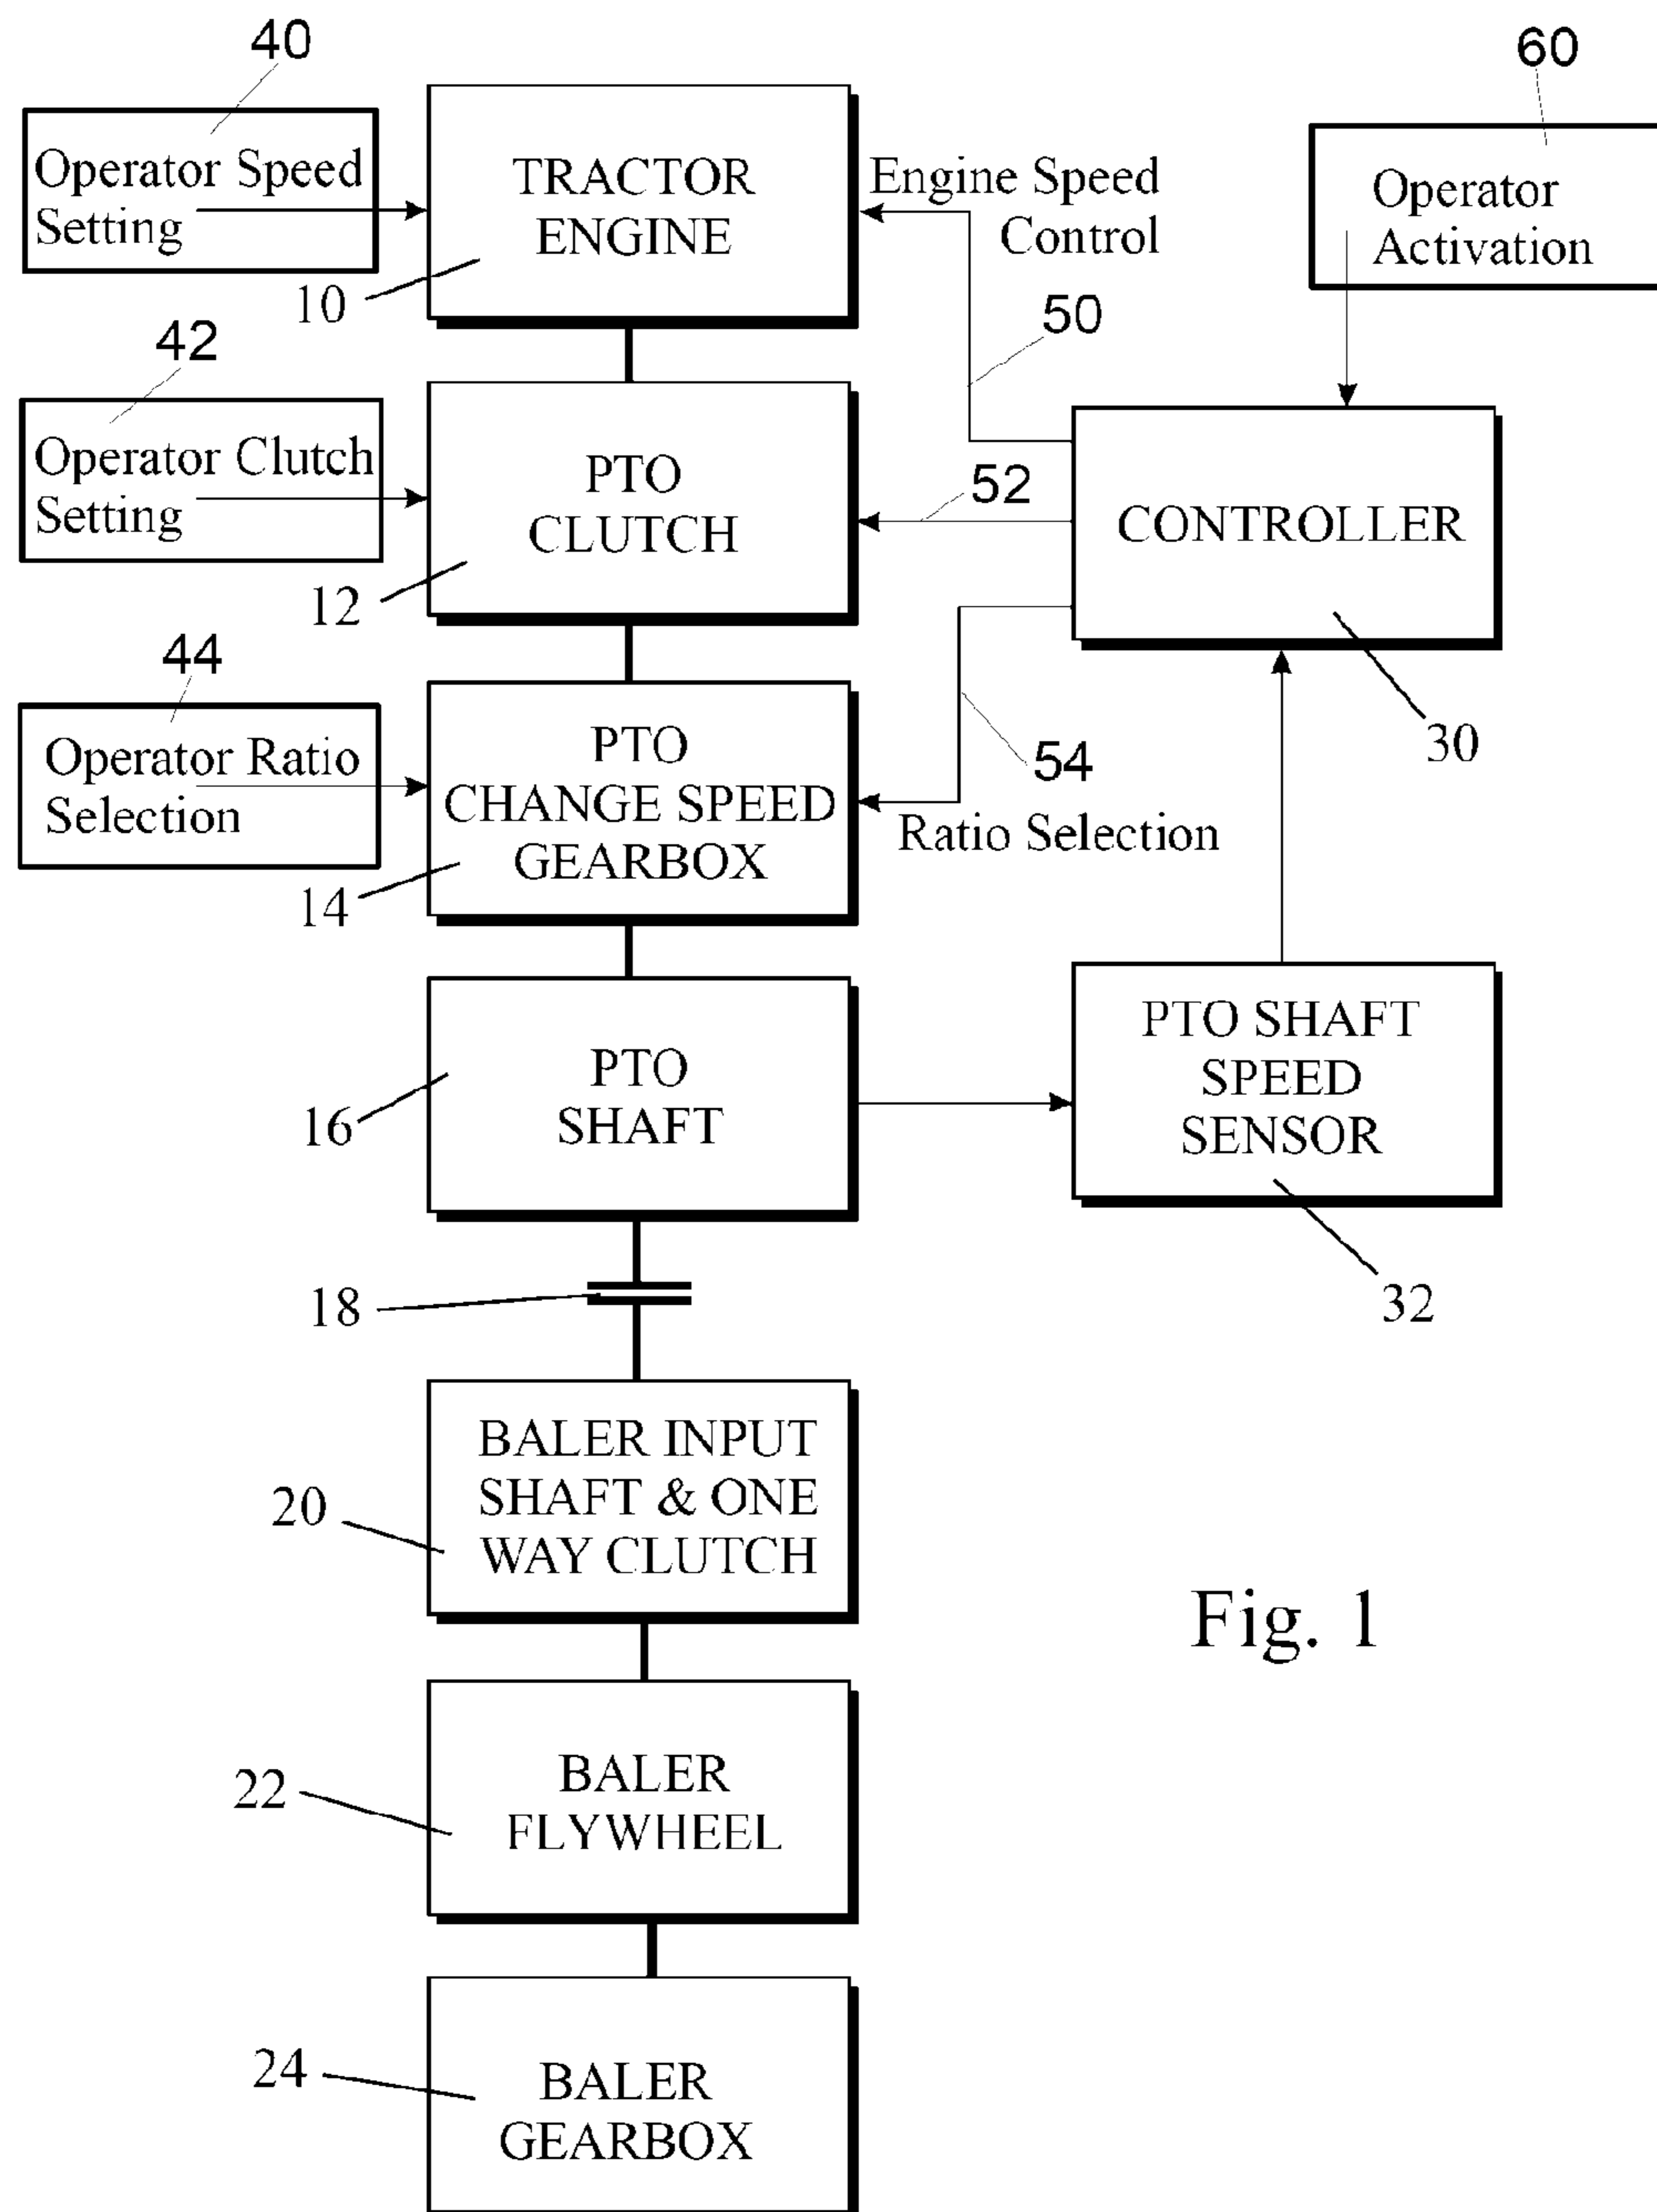 40
60
Operator Speed
Setting
TRACTOR
ENGINE
Engine Speed
Control
Operator
Activation
10
50
42
Operator Clutch
Setting
PTO
CLUTCH
52
CONTROLLER
12
44
30
Operator Ratio
Selection
PTO
CHANGE SPEED
GEARBOX
54
Ratio Selection
14
PTO
SHAFT
16
PTO SHAFT
SPEED
SENSOR
18
32
BALER INPUT
SHAFT & ONE
WAY CLUTCH
20
Fig. 1
BALER
FLYWHEEL
22
24
BALER
GEARBOX